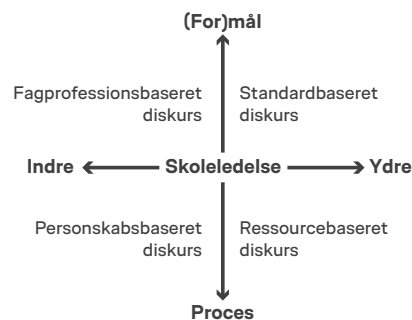 (For)mål
Fagprofessionsbaseret
diskurs
Standardbaseret
diskurs
Indre
Skoleledelse
Ydre
Personskabsbaseret
diskurs
Ressourcebaseret
diskurs
Proces